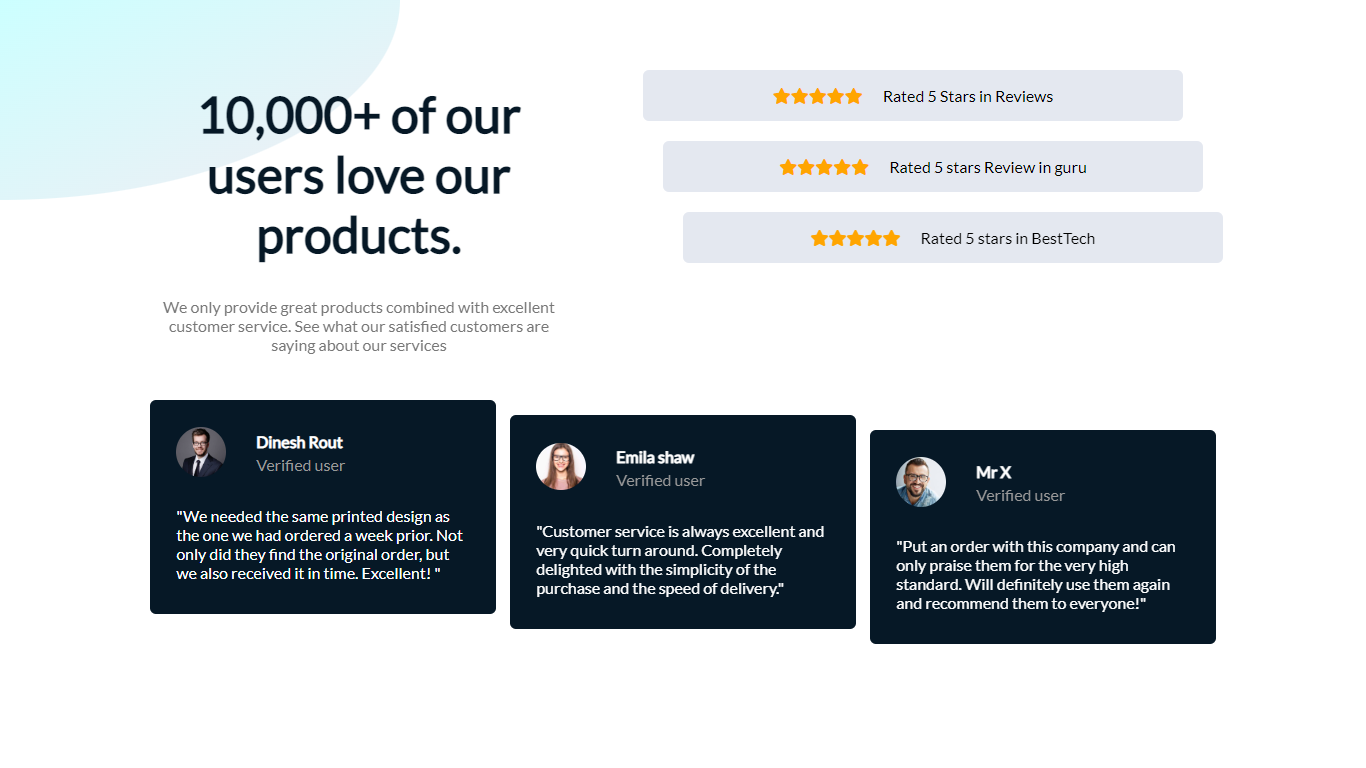 10,000+ of our
users love our
products.
We only provide great products combined with excellent
customer service. See what our satisfied customers are
saying about our services
Rated 5 Stars in Reviews
Rated 5 stars Review in guru
Rated 5 stars in BestTech
Dinesh Rout
Verified user
"We needed the same printed design as
the one we had ordered a week prior. Not
only did they find the original order, but
we also received it in time. Excellent! "
Emila shaw
Verified user
"Customer service is always excellent and
very quick turn around. Completely
delighted with the simplicity of the
purchase and the speed of delivery."
Mr X
Verified user
"Put an order with this company and can
only praise them for the very high
standard. Will definitely use them again
and recommend them to everyone!"